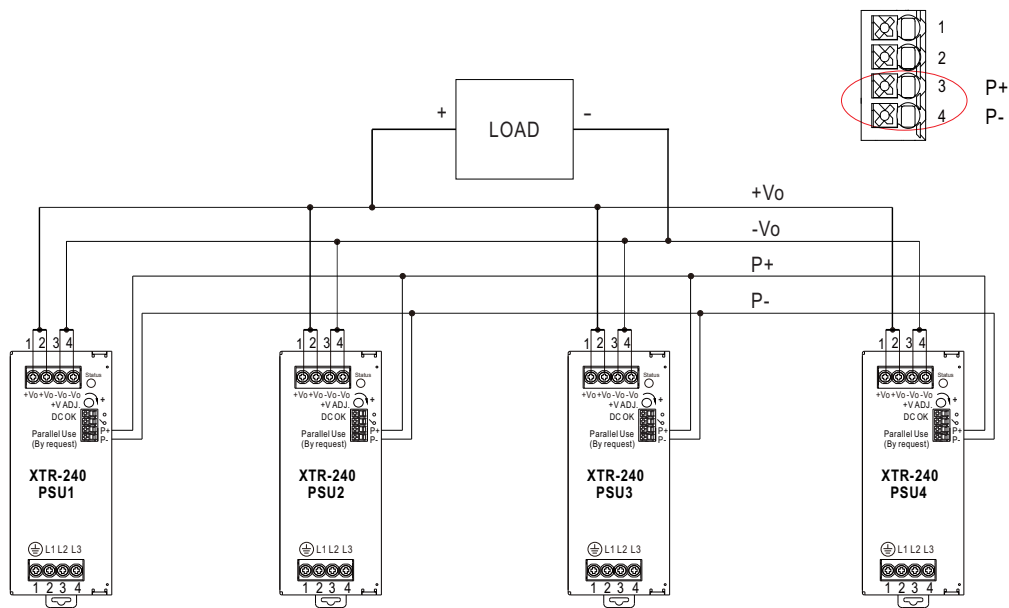 1
2
3 P+
4 P-
+ LOAD -
+Vo
-Vo
P+
P-
1 2 3 4
Status
+Vo+Vo-Vo-Vo
+V ADJ. +
DC OK
Parallel Use P+
(By request) P-
XTR-240
PSU1
L1 L2 L3
1 2 3 4
1 2 3 4
Status
+Vo+Vo-Vo-Vo
+V ADJ. +
DC OK
Parallel Use P+
(By request) P-
XTR-240
PSU2
L1 L2 L3
1 2 3 4
1 2 3 4
Status
+Vo+Vo-Vo-Vo
+V ADJ. +
DC OK
Parallel Use P+
(By request) P-
XTR-240
PSU3
L1 L2 L3
1 2 3 4
1 2 3 4
Status
+Vo+Vo-Vo-Vo
+V ADJ. +
DC OK
Parallel Use P+
(By request) P-
XTR-240
PSU4
L1 L2 L3
1 2 3 4